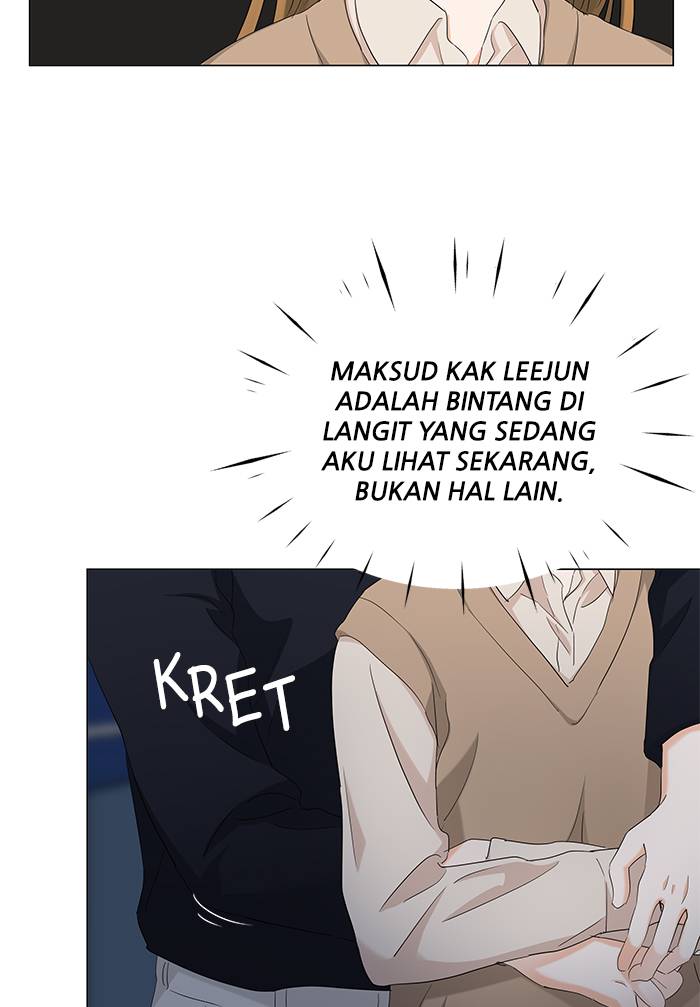 MAKSUD KAK LEEJUN
ADALAH BINTANG DI
LANGIT YANG SEDANG
AKU LIHAT SEKARANG,
BUKAN HAL LAIN.
KRET